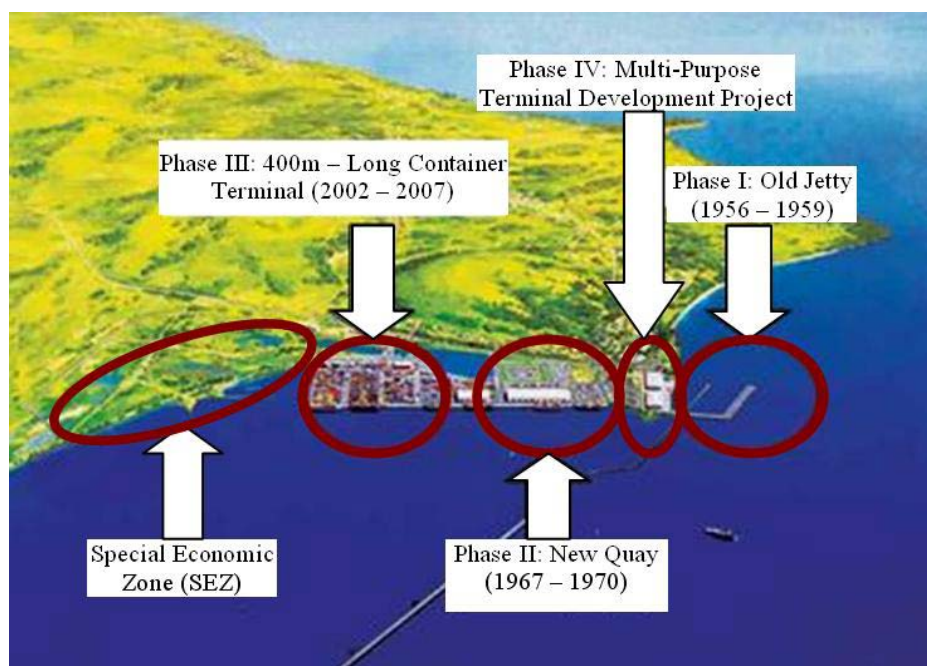 Phase IV: Multi-Purpose
Terminal Development Project
Phase III: 400m – Long Container
Terminal (2002 – 2007)
Phase I: Old Jetty
(1956 – 1959)
Special Economic
Zone (SEZ)
Phase II: New Quay
(1967 – 1970)